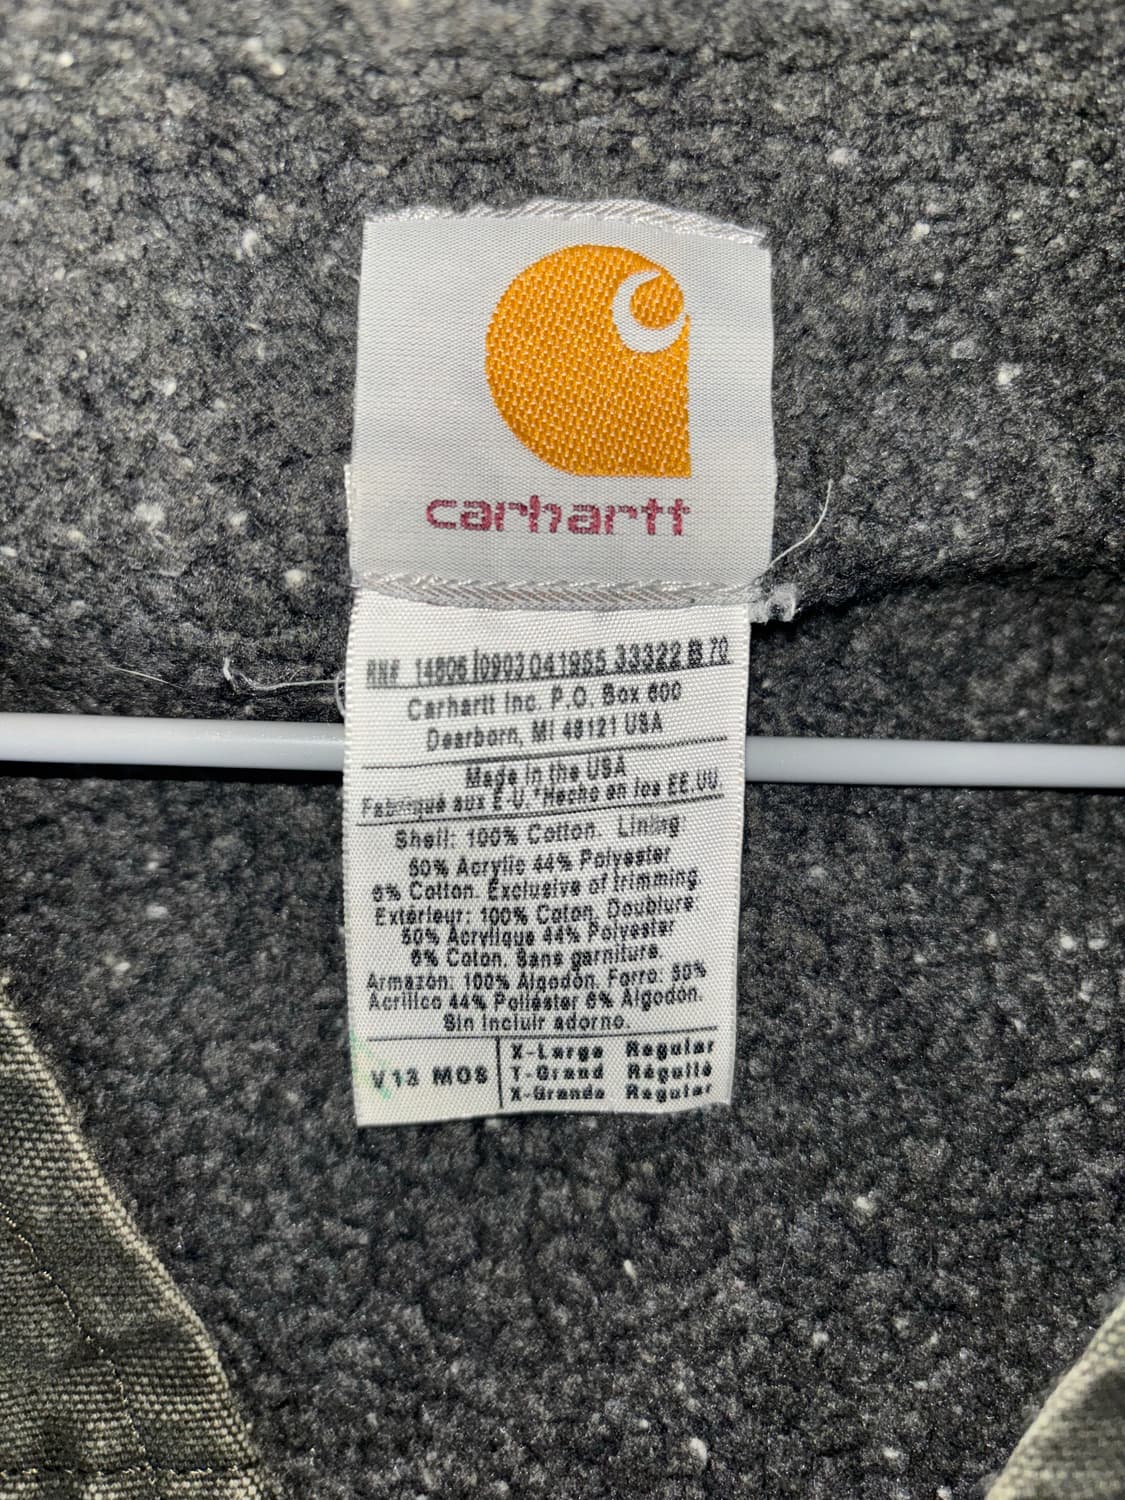 carhartt
RN# 14806 0903 041955 33322 B 70
Carhartt Inc. P.O. Box 600
Dearborn, MI 48121 USA
Made in the USA
Fabriqué aux E-U. *Hecho en los EE.UU.
Shell: 100% Cotton. Lining
50% Acrylic 44% Polyester
6% Cotton. Exclusive of trimming
Extérieur: 100% Coton, Doublure:
50% Acrylique 44% Polyester
6% Coton. Sans garniture.
Armazón: 100% Algodón. Forro: 50%
Acrílico 44% Poliéster 6% Algodón.
Sin incluir adorno.
V13 MOS
X-Large Regular
T-Grand Régulié
X-Grande Regular